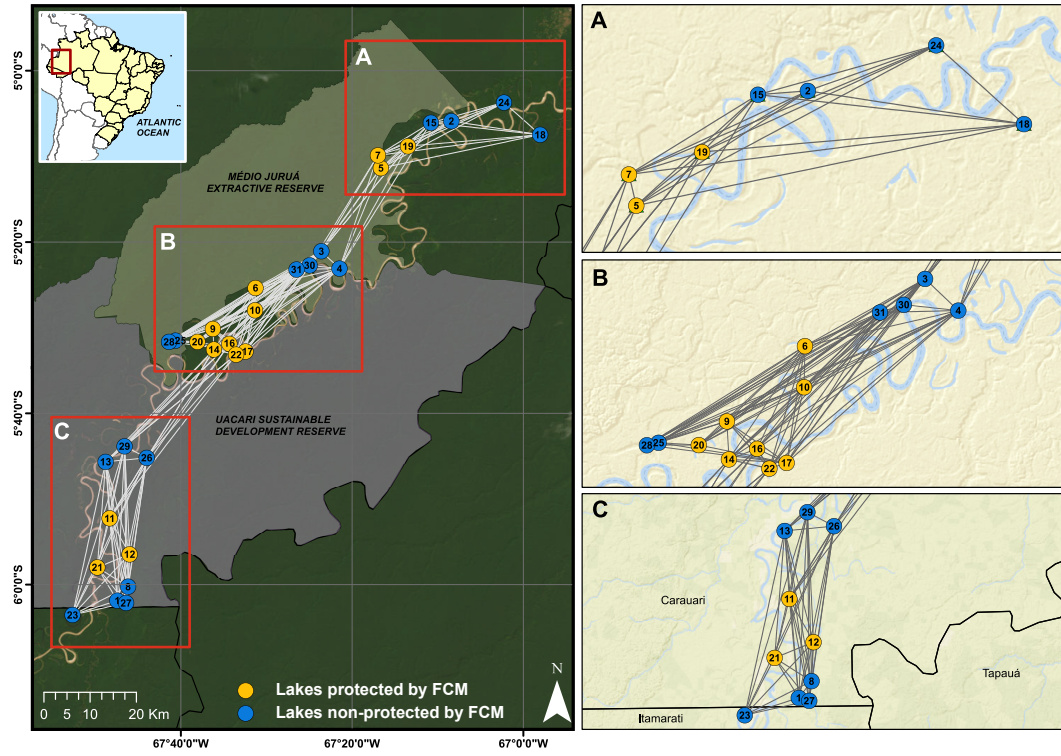 ATLANTIC
OCEAN
A
24
15
2
18
19
7
5
MÉDIO JURUÁ
EXTRACTIVE RESERVE
B
3
30
31
4
6
10
9
28
25
20
14
16
22
17
UACARI SUSTAINABLE
DEVELOPMENT RESERVE
C
29
13
26
11
12
21
8
1
27
23
5°0'0"S
5°20'0"S
5°40'0"S
6°0'0"S
0 5 10 20 Km
N
Lakes protected by FCM
Lakes non-protected by FCM
67°40'0"W
67°20'0"W
67°0'0"W
A
24
15
2
18
19
7
5
B
3
30
31
4
6
10
9
28
25
20
14
16
22
17
C
29
13
26
Carauari
11
12
21
Tapauá
8
1
27
23
Itamarati